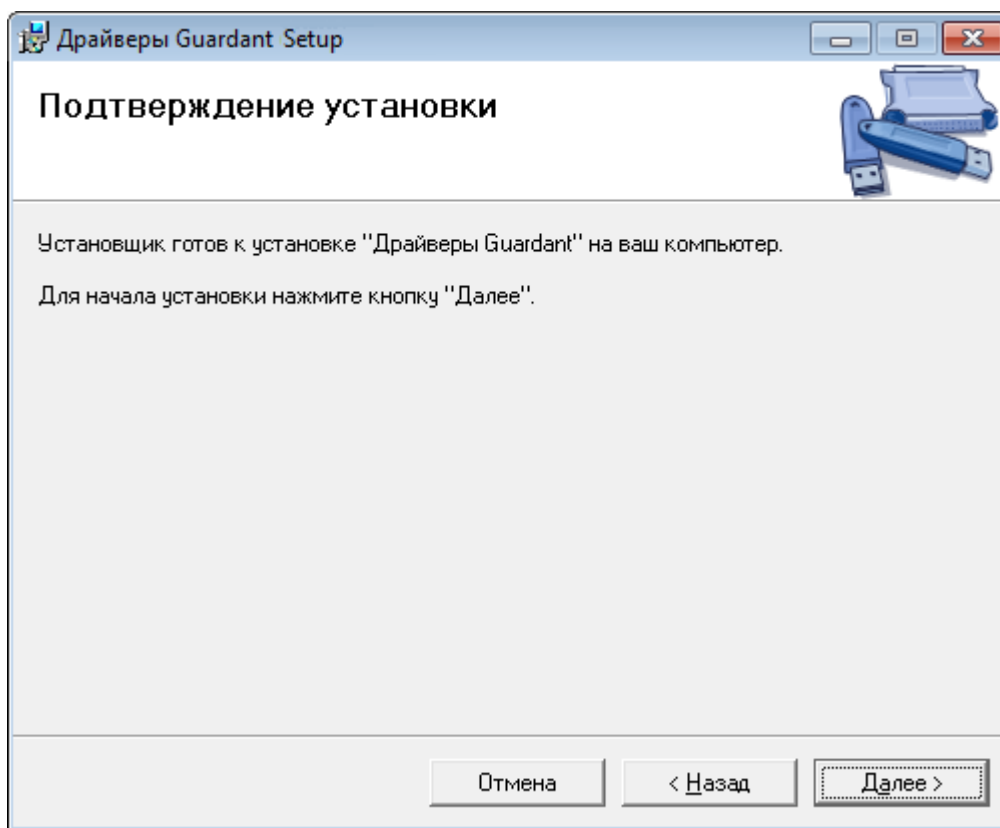 Драйверы Guardant Setup
Подтверждение установки
Установщик готов к установке "Драйверы Guardant" на ваш компьютер.
Для начала установки нажмите кнопку "Далее".
Отмена
< Назад
Далее >